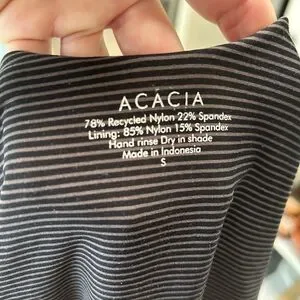 ACACIA
78% Recycled Nylon 22% Spandex
Lining: 85% Nylon 15% Spandex
Hand rinse Dry in shade
Made in Indonesia
S